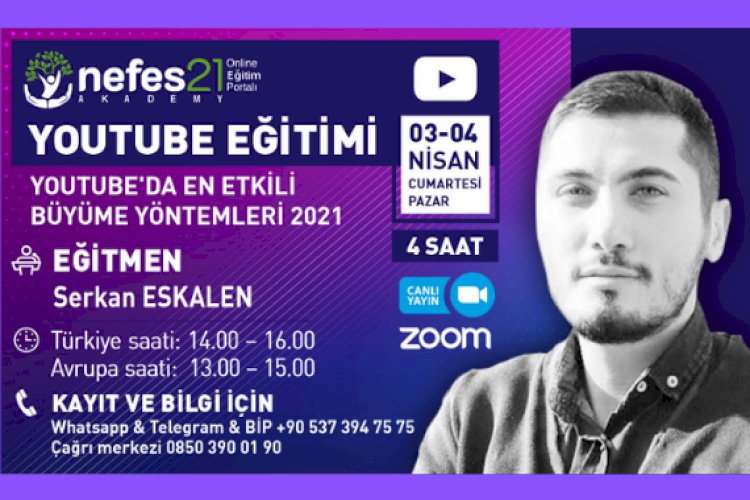 nefes21 Online
Eğitim
Portalı
AKADEMY
YOUTUBE EĞİTİMİ
YOUTUBE'DA EN ETKİLİ
BÜYÜME YÖNTEMLERİ 2021
03-04
NİSAN
CUMARTESİ
PAZAR
4 SAAT
EĞİTMEN
Serkan ESKALEN
CANLI
YAYIN
zoom
Türkiye saati: 14.00 – 16.00
Avrupa saati: 13.00 – 15.00
KAYIT VE BİLGİ İÇİN
Whatsapp & Telegram & BİP +90 537 394 75 75
Çağrı merkezi 0850 390 01 90